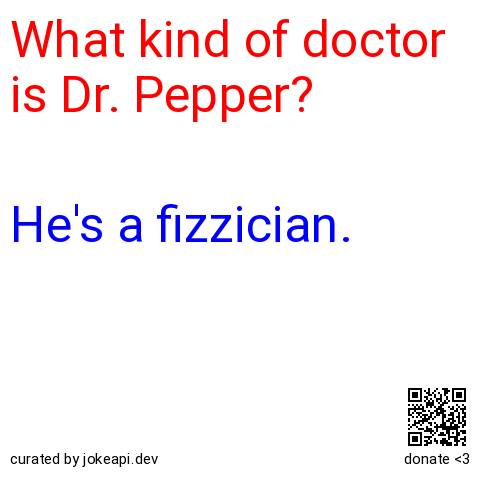 What kind of doctor
is Dr. Pepper?
He's a fizzician.
curated by jokeapi.dev
donate <3